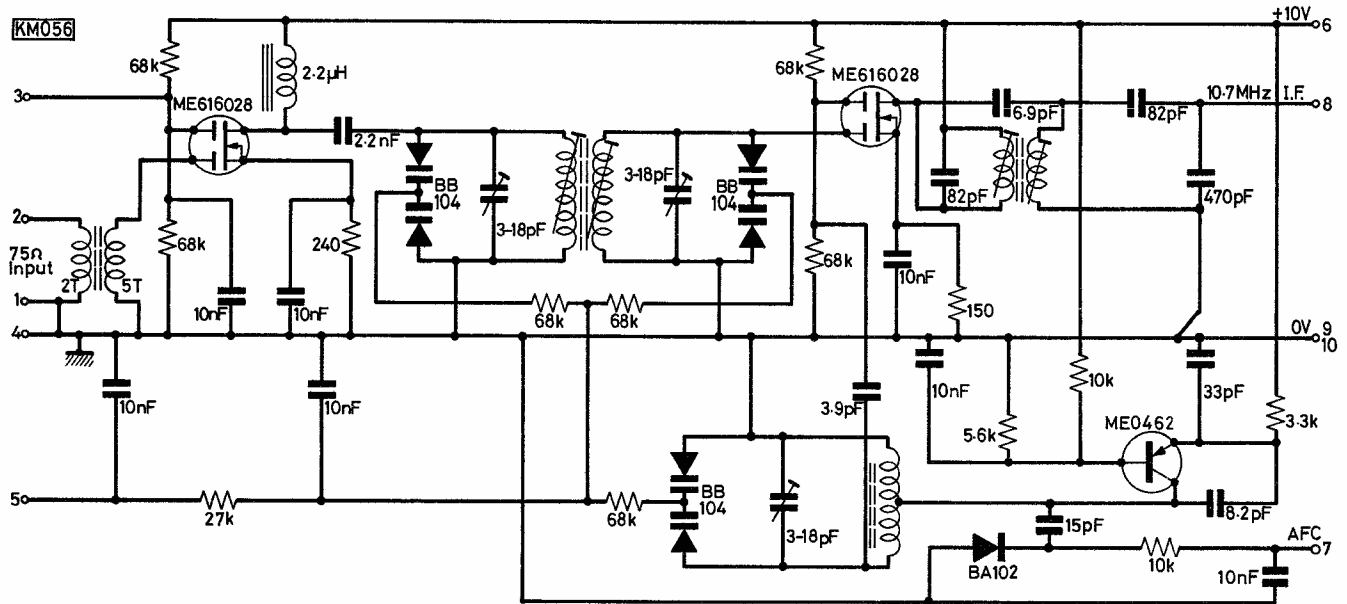 KM056
+10V
6
68k
2·2µH
68k
ME616028
3
ME616028
10.7MHz I.F.
8
6·9pF
82pF
2·2nF
BB
104
3-18pF
3-18pF
BB
104
82pF
470pF
2
75Ω
Input
2T
5T
68k
240
68k
10nF
1
10nF
10nF
68k
68k
150
4
0V
9
10
10nF
10nF
3.9pF
10nF
10k
33pF
5.6k
ME0462
3.3k
5
27k
68k
BB
104
3-18pF
15pF
8.2pF
AFC
7
BA102
10k
10nF